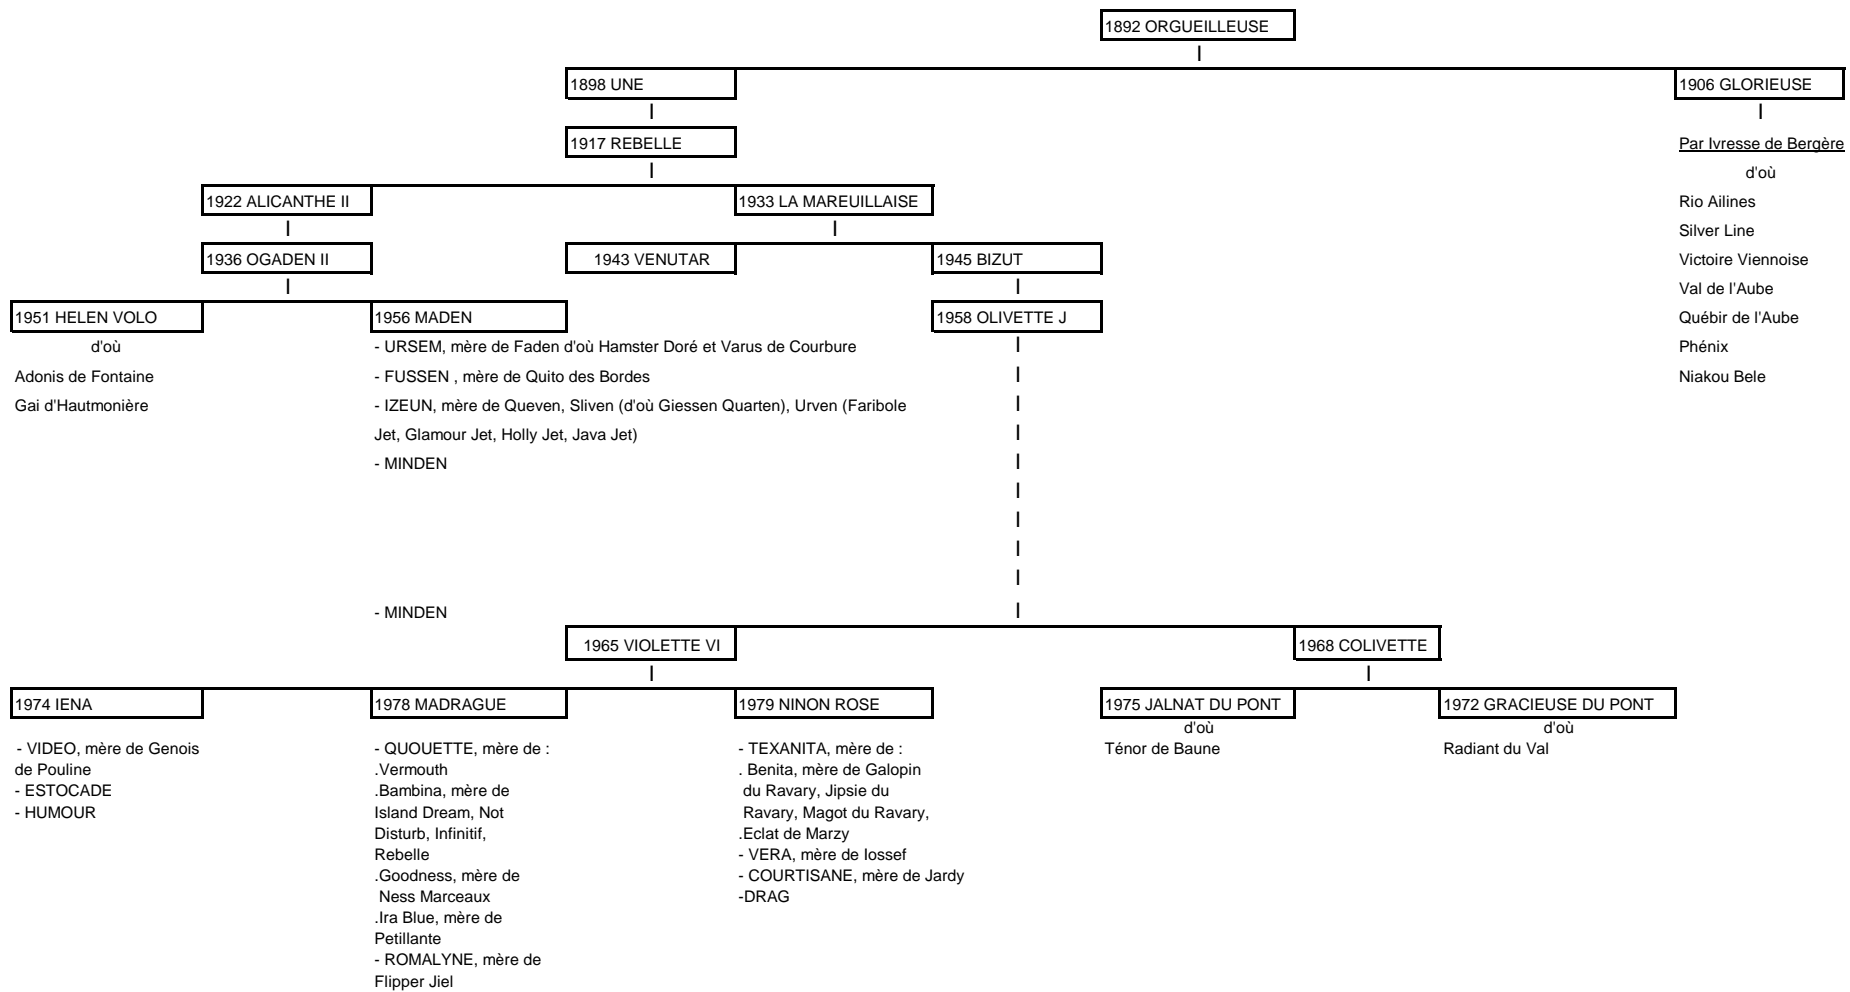 1892 ORGUEILLEUSE
1898 UNE
1906 GLORIEUSE
1917 REBELLE
Par Ivresse de Bergère
d'où
Rio Ailines
Silver Line
Victoire Viennoise
Val de l'Aube
Québir de l'Aube
Phénix
Niakou Bele
1922 ALICANTHE II
1933 LA MAREUILLAISE
1936 OGADEN II
1943 VENUTAR
1945 BIZUT
1951 HELEN VOLO
d'où
Adonis de Fontaine
Gai d'Hautmonière
1956 MADEN
- URSEM, mère de Faden d'où Hamster Doré et Varus de Courbure
- FUSSEN , mère de Quito des Bordes
- IZEUN, mère de Queven, Sliven (d'où Giessen Quarten), Urven (Faribole
Jet, Glamour Jet, Holly Jet, Java Jet)
- MINDEN
1958 OLIVETTE J
- MINDEN
1965 VIOLETTE VI
1968 COLIVETTE
1974 IENA
- VIDEO, mère de Genois
de Pouline
- ESTOCADE
- HUMOUR
1978 MADRAGUE
- QUOUETTE, mère de :
.Vermouth
.Bambina, mère de
Island Dream, Not
Disturb, Infinitif,
Rebelle
.Goodness, mère de
Ness Marceaux
.Ira Blue, mère de
Petillante
- ROMALYNE, mère de
Flipper Jiel
1979 NINON ROSE
- TEXANITA, mère de :
. Benita, mère de Galopin
du Ravary, Jipsie du
Ravary, Magot du Ravary,
.Eclat de Marzy
- VERA, mère de Iossef
- COURTISANE, mère de Jardy
-DRAG
1975 JALNAT DU PONT
d'où
Ténor de Baune
1972 GRACIEUSE DU PONT
d'où
Radiant du Val